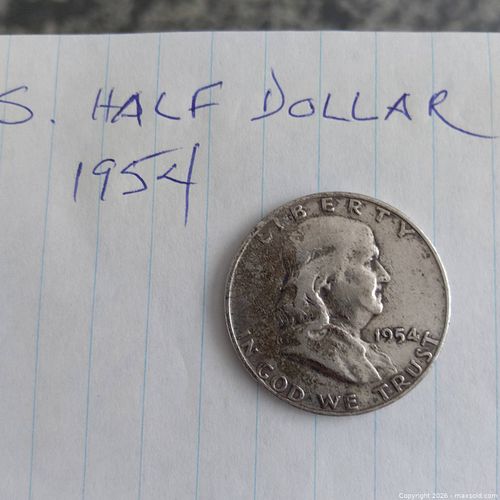 S. HALF DOLLAR
1954
LIBERTY
1954
IN GOD WE TRUST
Copyright 2026 - maxsold.com